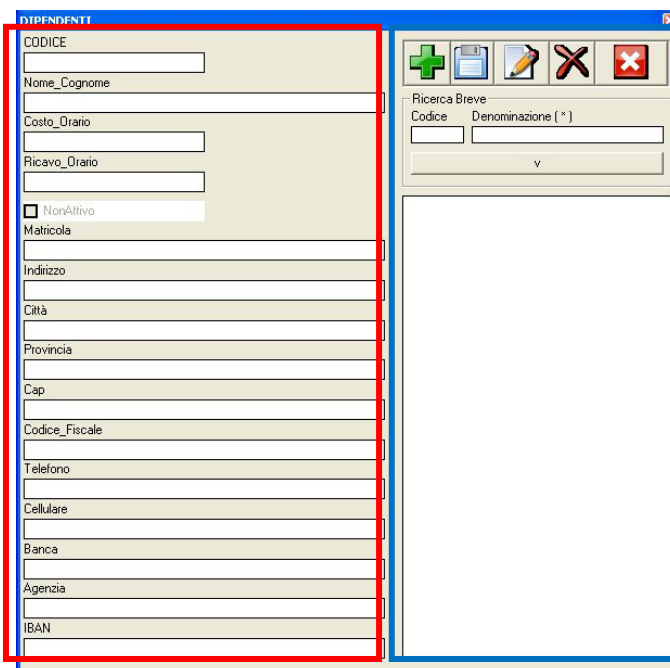 DIPENDENTI
CODICE
Nome_Cognome
Costo_Orario
Ricavo_Orario
NonAttivo
Matricola
Indirizzo
Città
Provincia
Cap
Codice_Fiscale
Telefono
Cellulare
Banca
Agenzia
IBAN
Ricerca Breve
Codice Denominazione ( * )
v